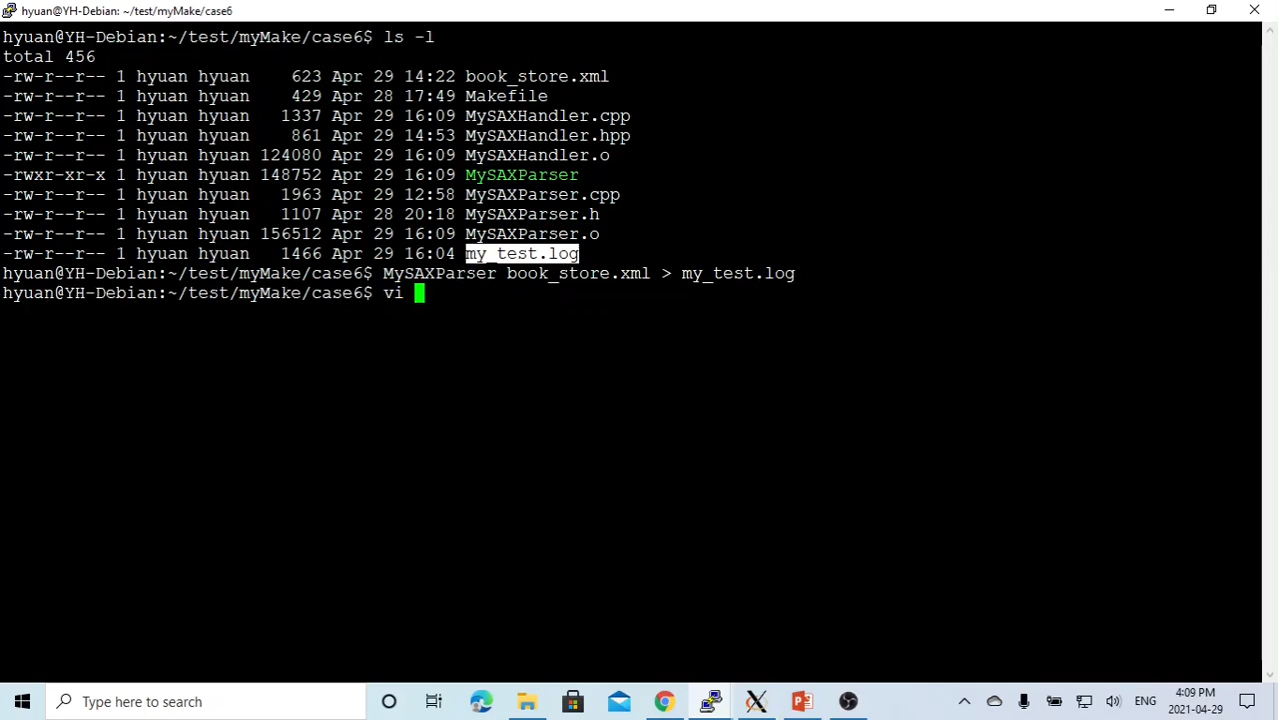 hyuan@YH-Debian: ~/test/myMake/case6
hyuan@YH-Debian:~/test/myMake/case6$ ls -l
total 456
-rw-r--r-- 1 hyuan hyuan    623 Apr 29 14:22 book_store.xml
-rw-r--r-- 1 hyuan hyuan    429 Apr 28 17:49 Makefile
-rw-r--r-- 1 hyuan hyuan   1337 Apr 29 16:09 MySAXHandler.cpp
-rw-r--r-- 1 hyuan hyuan    861 Apr 29 14:53 MySAXHandler.hpp
-rw-r--r-- 1 hyuan hyuan 124080 Apr 29 16:09 MySAXHandler.o
-rwxr-xr-x 1 hyuan hyuan 148752 Apr 29 16:09 MySAXParser
-rw-r--r-- 1 hyuan hyuan   1963 Apr 29 12:58 MySAXParser.cpp
-rw-r--r-- 1 hyuan hyuan   1107 Apr 28 20:18 MySAXParser.h
-rw-r--r-- 1 hyuan hyuan 156512 Apr 29 16:09 MySAXParser.o
-rw-r--r-- 1 hyuan hyuan   1466 Apr 29 16:04 my_test.log
hyuan@YH-Debian:~/test/myMake/case6$ MySAXParser book_store.xml > my_test.log
hyuan@YH-Debian:~/test/myMake/case6$ vi
Type here to search
ENG
4:09 PM
2021-04-29